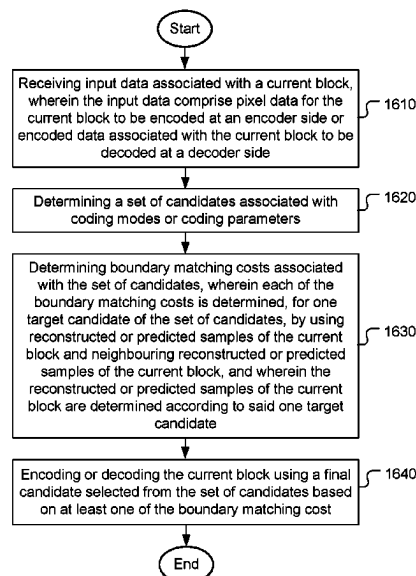 Start
Receiving input data associated with a current block,
wherein the input data comprise pixel data for the
current block to be encoded at an encoder side or
encoded data associated with the current block to be
decoded at a decoder side
1610
Determining a set of candidates associated with
coding modes or coding parameters
1620
Determining boundary matching costs associated
with the set of candidates, wherein each of the
boundary matching costs is determined, for one
target candidate of the set of candidates, by using
reconstructed or predicted samples of the current
block and neighbouring reconstructed or predicted
samples of the current block, and wherein the
reconstructed or predicted samples of the current
block are determined according to said one target
candidate
1630
Encoding or decoding the current block using a final
candidate selected from the set of candidates based
on at least one of the boundary matching cost
1640
End